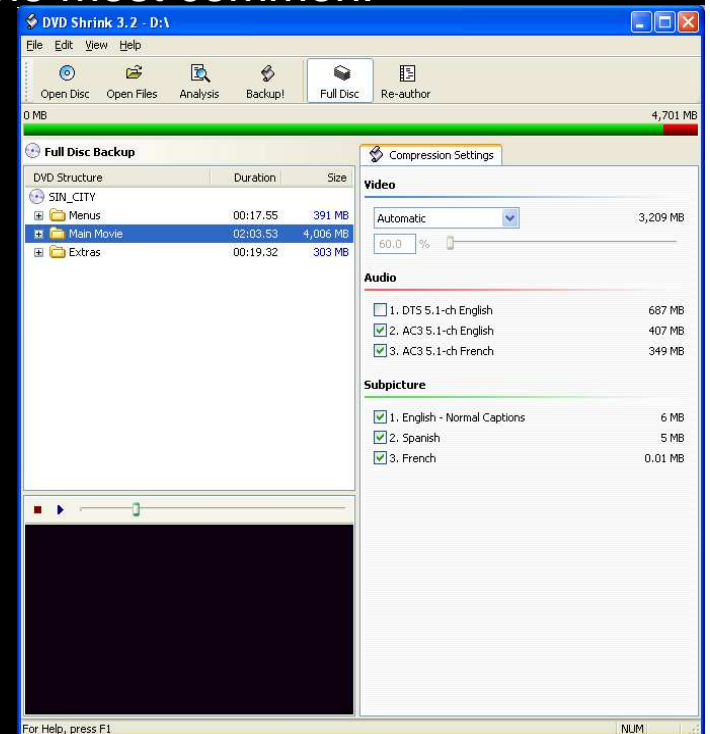 DVD Shrink 3.2 - D:\
File Edit View Help
Open Disc Open Files Analysis Backup! Full Disc Re-author
0 MB 4,701 MB
Full Disc Backup
Compression Settings
DVD Structure Duration Size
SIN_CITY
Menus 00:17.55 391 MB
Main Movie 02:03.53 4,006 MB
Extras 00:19.32 303 MB
Video
Automatic 3,209 MB
60.0 %
Audio
1. DTS 5.1-ch English 687 MB
2. AC3 5.1-ch English 407 MB
3. AC3 5.1-ch French 349 MB
Subpicture
1. English - Normal Captions 6 MB
2. Spanish 5 MB
3. French 0.01 MB
For Help, press F1 NUM